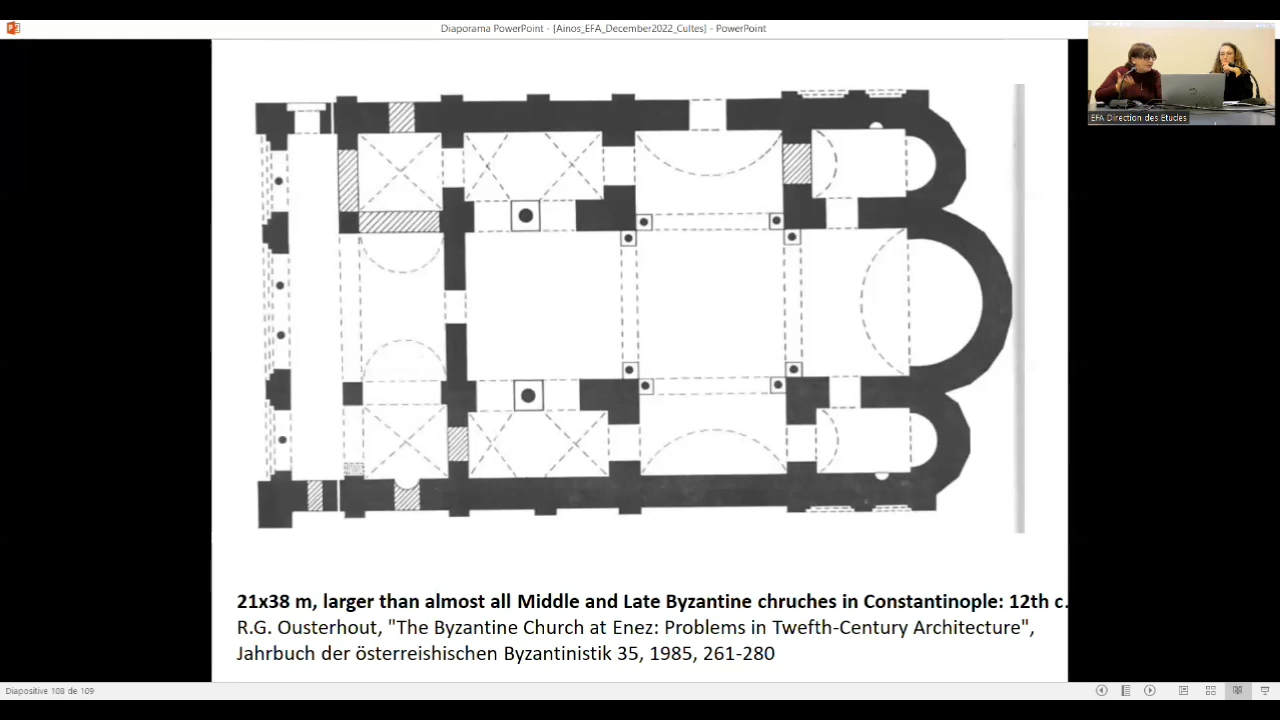 Diaporama PowerPoint - [Ainos_EFA_December2022_Cultes] - PowerPoint
EFA Direction des Etudes
21x38 m, larger than almost all Middle and Late Byzantine chruches in Constantinople: 12th c.
R.G. Ousterhout, "The Byzantine Church at Enez: Problems in Twefth-Century Architecture",
Jahrbuch der österreishischen Byzantinistik 35, 1985, 261-280
Diapositive 108 de 109